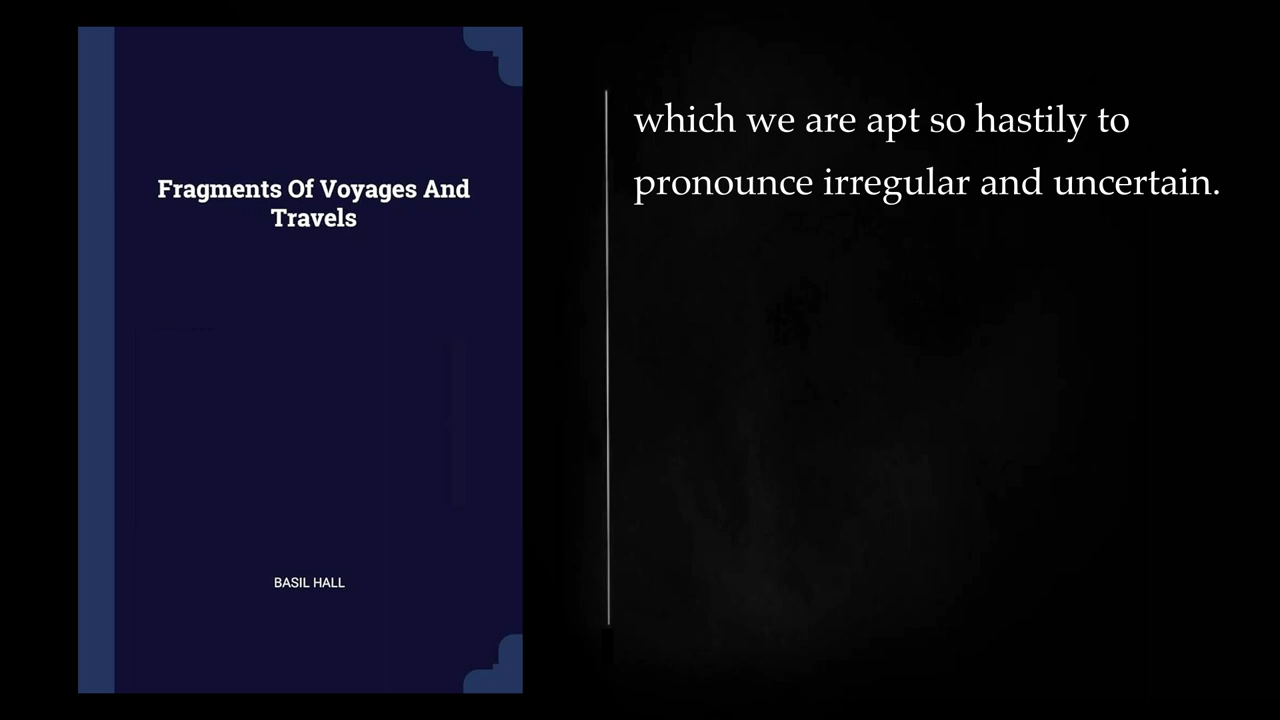 Fragments Of Voyages And
Travels
BASIL HALL
which we are apt so hastily to
pronounce irregular and uncertain.